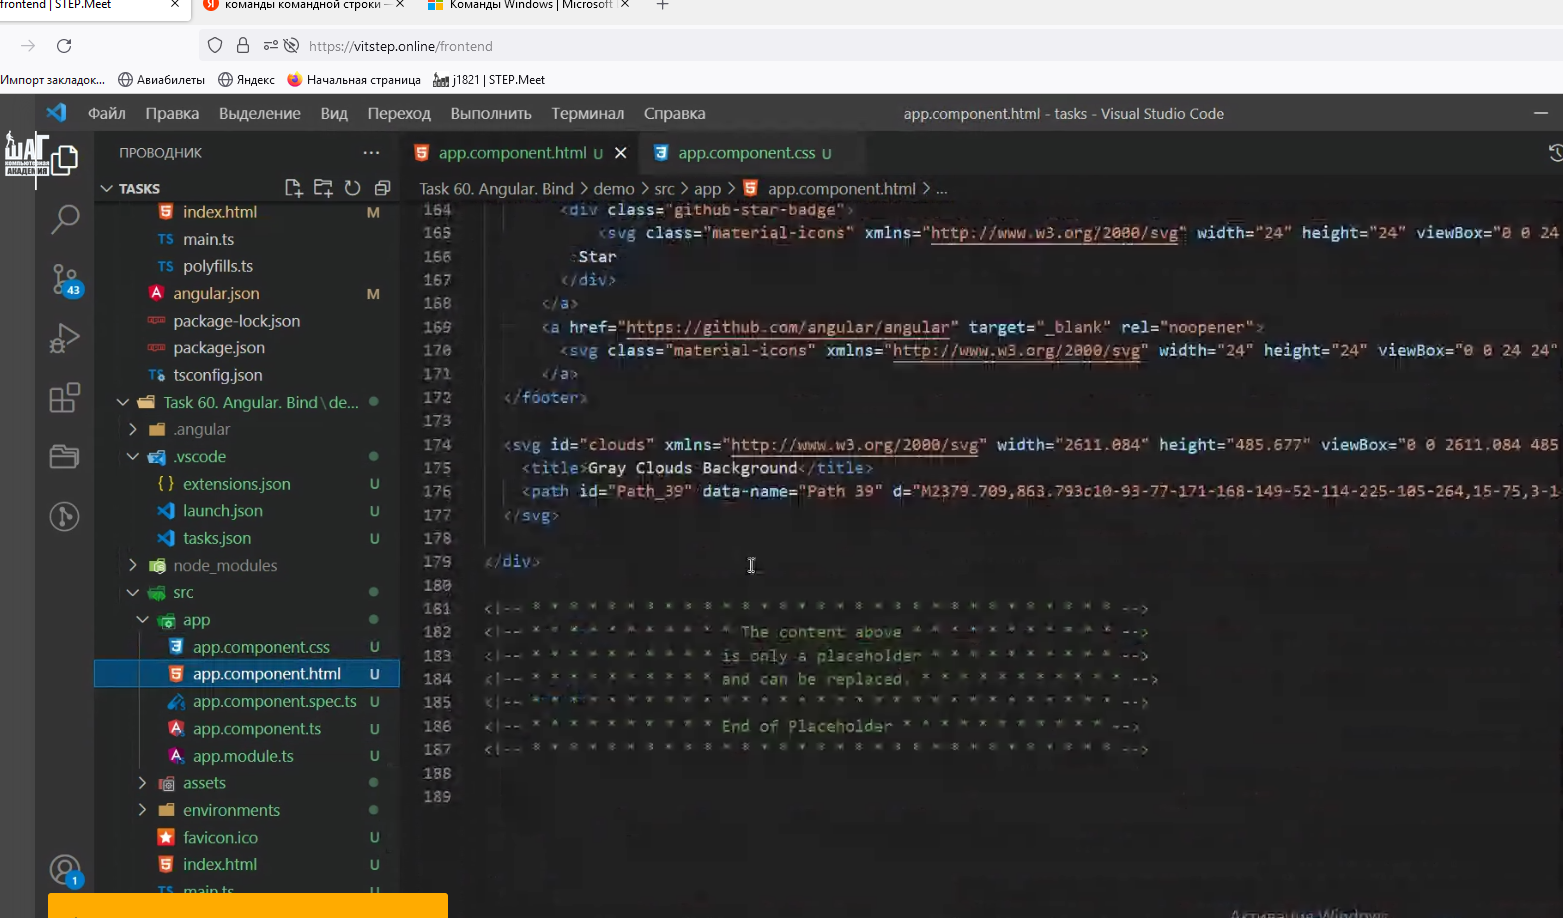 frontend | STEP.Meet
команды командной строки –
Команды Windows | Microsoft
https://vitstep.online/frontend
Импорт закладок...
Авиабилеты
Яндекс
Начальная страница
j1821 | STEP.Meet
Файл
Правка
Выделение
Вид
Переход
Выполнить
Терминал
Справка
app.component.html - tasks - Visual Studio Code
ШАГ
КОМПЬЮТЕРНАЯ
АКАДЕМИЯ
ПРОВОДНИК
TASKS
index.html M
main.ts
polyfills.ts
angular.json M
package-lock.json
package.json
tsconfig.json
Task 60. Angular. Bind \ de...
.angular
.vscode
extensions.json U
launch.json U
tasks.json U
node_modules
src
app
app.component.css U
app.component.html U
app.component.spec.ts U
app.component.ts U
app.module.ts U
assets
environments
favicon.ico U
index.html U
main.ts U
43
1
app.component.html U
app.component.css U
Task 60. Angular. Bind > demo > src > app > app.component.html > ...
164 <div class="github-star-badge">
165 <svg class="material-icons" xmlns="http://www.w3.org/2000/svg" width="24" height="24" viewBox="0 0 24
166 Star
167 </div>
168 </a>
169 <a href="https://github.com/angular/angular" target="_blank" rel="noopener">
170 <svg class="material-icons" xmlns="http://www.w3.org/2000/svg" width="24" height="24" viewBox="0 0 24 24"
171 </a>
172 </footer>
173
174 <svg id="clouds" xmlns="http://www.w3.org/2000/svg" width="2611.084" height="485.677" viewBox="0 0 2611.084 485
175 <title>Gray Clouds Background</title>
176 <path id="Path_39" data-name="Path 39" d="M2379.709,863.793c10-93-77-171-168-149-52-114-225-105-264,15-75,3-1
177 </svg>
178
179 </div>
180
181 <!-- * * * * * * * * * * * * * * * * * * * * * * * * * * * * * * * -->
182 <!-- * * * * * * * * * * * The content above * * * * * * * * * * * -->
183 <!-- * * * * * * * * * * is only a placeholder * * * * * * * * * * -->
184 <!-- * * * * * * * * * * and can be replaced. * * * * * * * * * * * -->
185 <!-- * * * * * * * * * * * * * * * * * * * * * * * * * * * * * * * -->
186 <!-- * * * * * * * * * * End of Placeholder * * * * * * * * * * * -->
187 <!-- * * * * * * * * * * * * * * * * * * * * * * * * * * * * * * * -->
188
189
Активация Windows